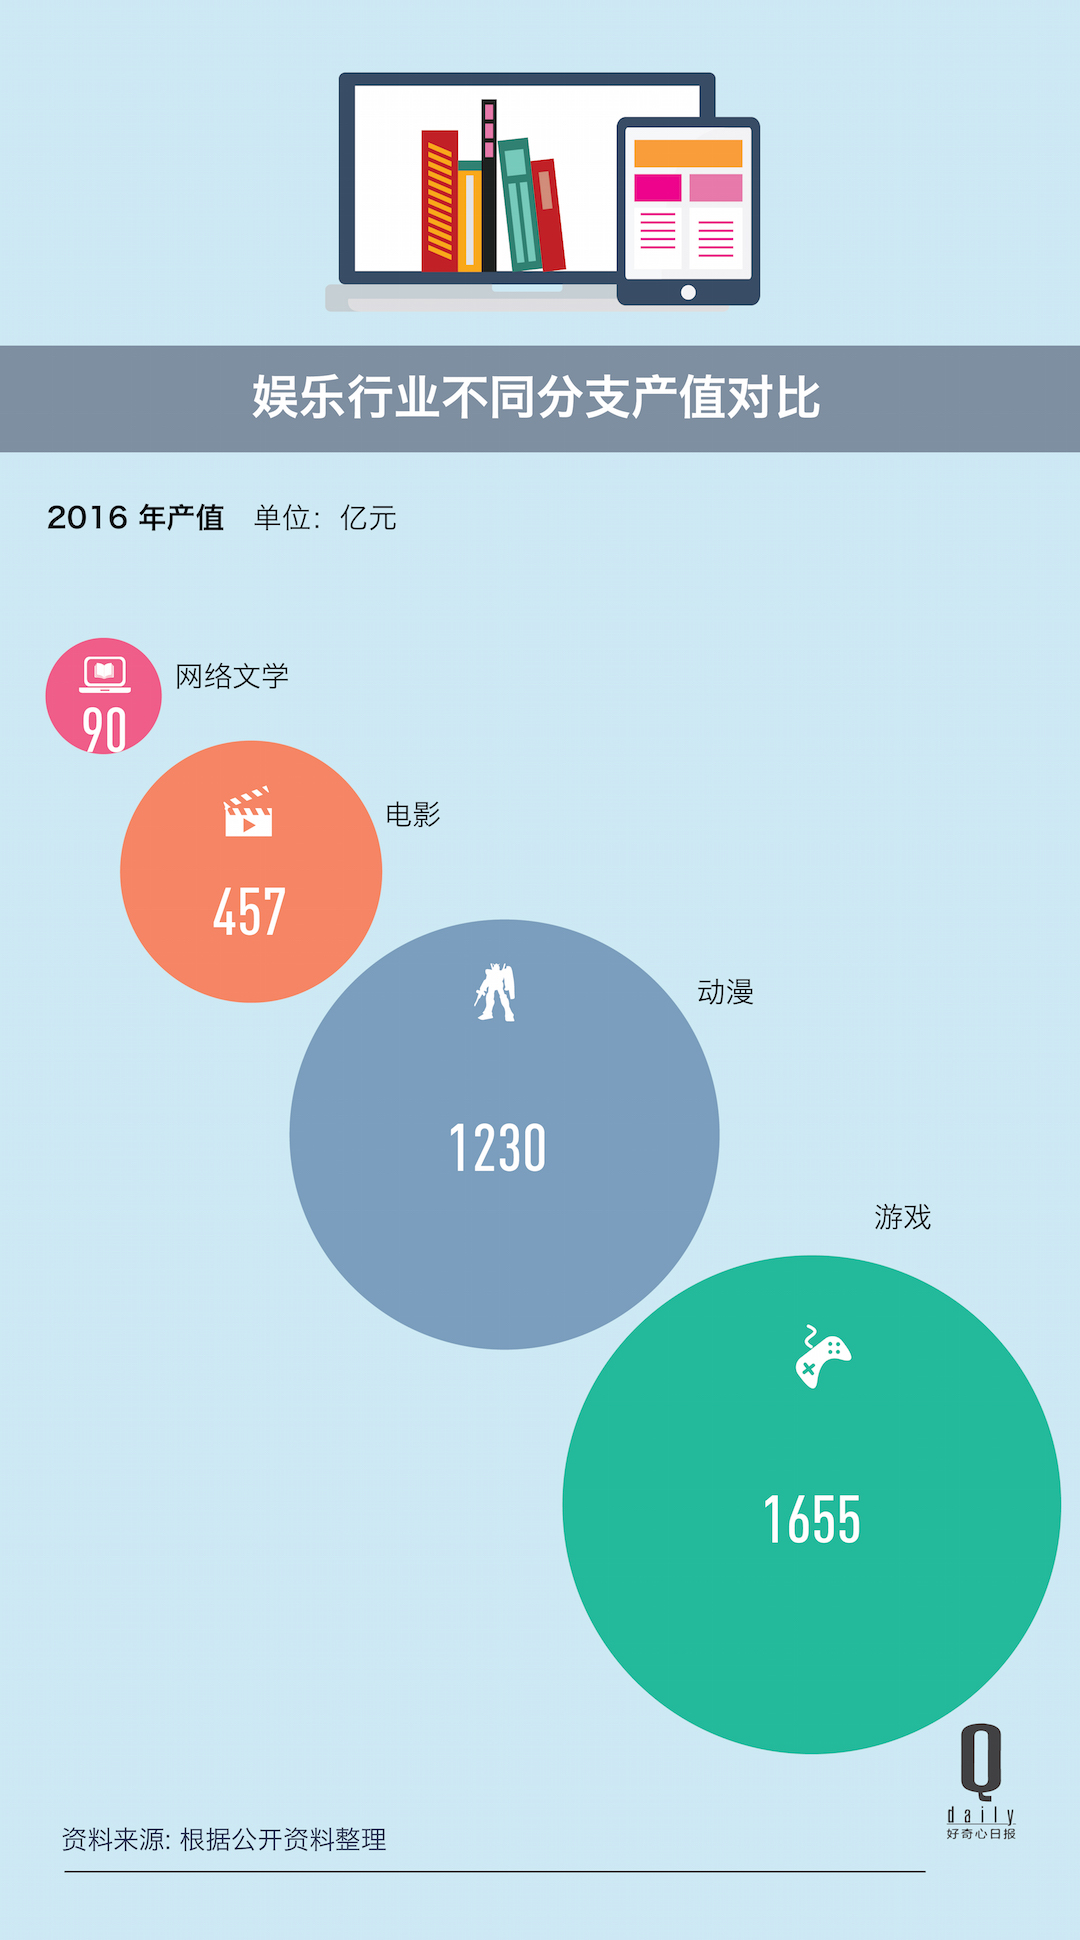 娱乐行业不同分支产值对比
2016 年产值 单位：亿元
网络文学
90
电影
457
动漫
1230
游戏
1655
Q
daily
好奇心日报
资料来源: 根据公开资料整理